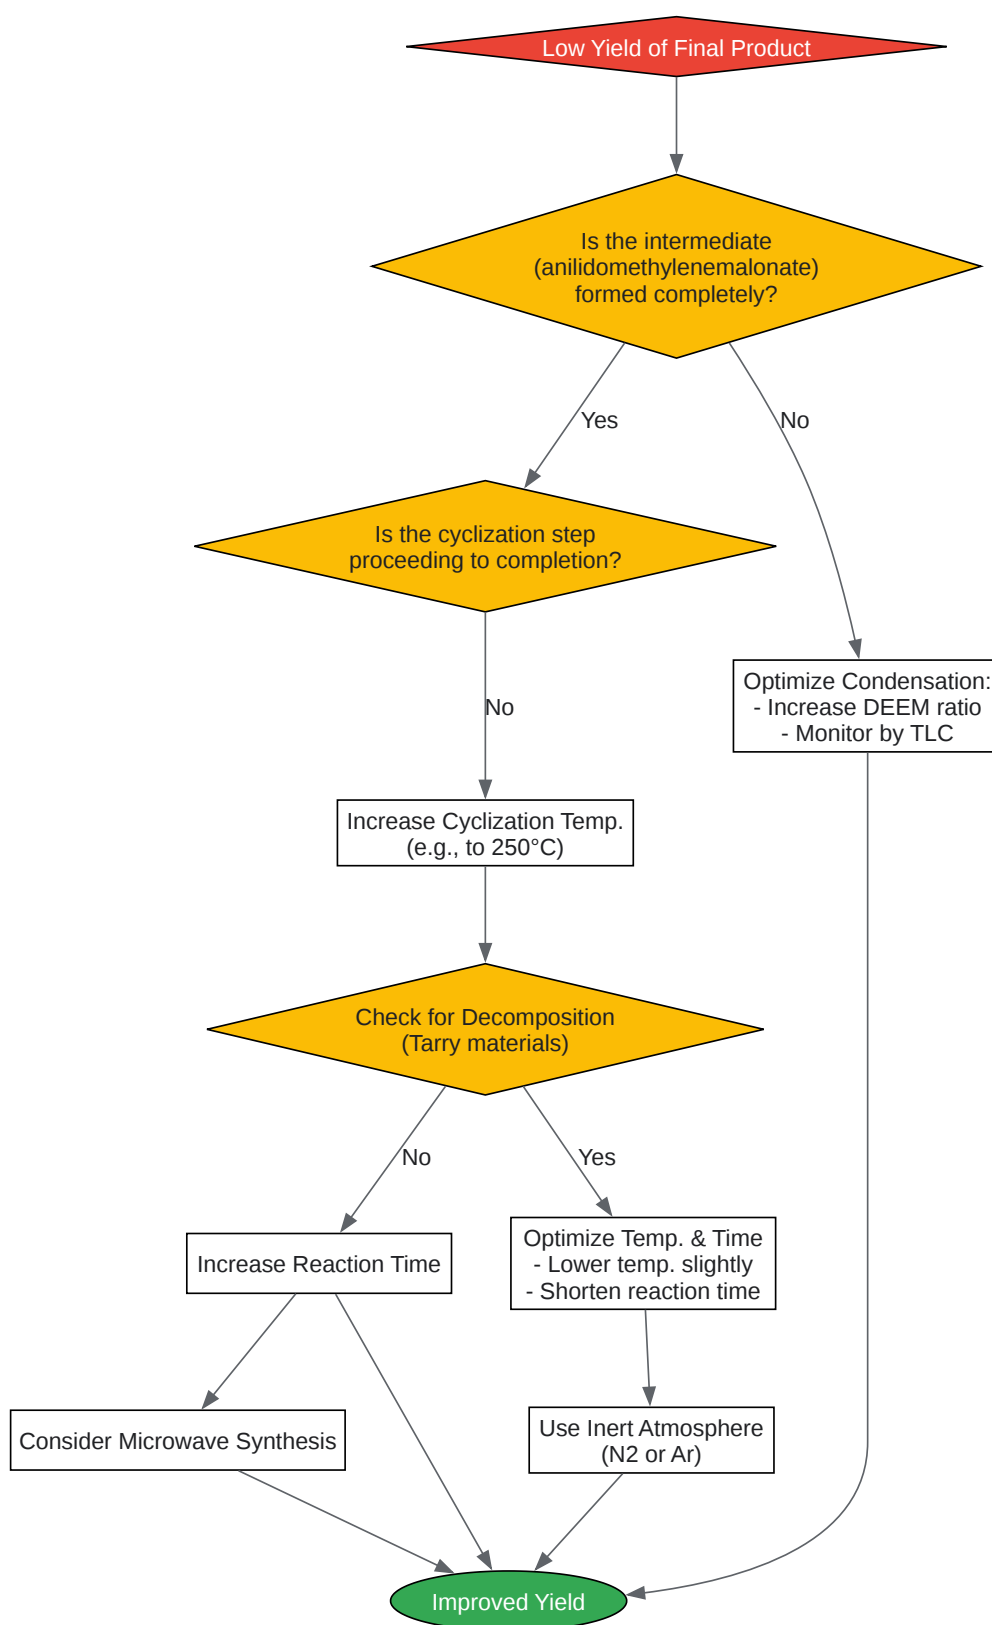 Low Yield of Final Product
Is the intermediate
(anilidomethylenemalonate)
formed completely?
Yes
No
Is the cyclization step
proceeding to completion?
No
Optimize Condensation:
- Increase DEEM ratio
- Monitor by TLC
Increase Cyclization Temp.
(e.g., to 250°C)
Check for Decomposition
(Tarry materials)
No
Yes
Increase Reaction Time
Optimize Temp. & Time
- Lower temp. slightly
- Shorten reaction time
Consider Microwave Synthesis
Use Inert Atmosphere
(N2 or Ar)
Improved Yield